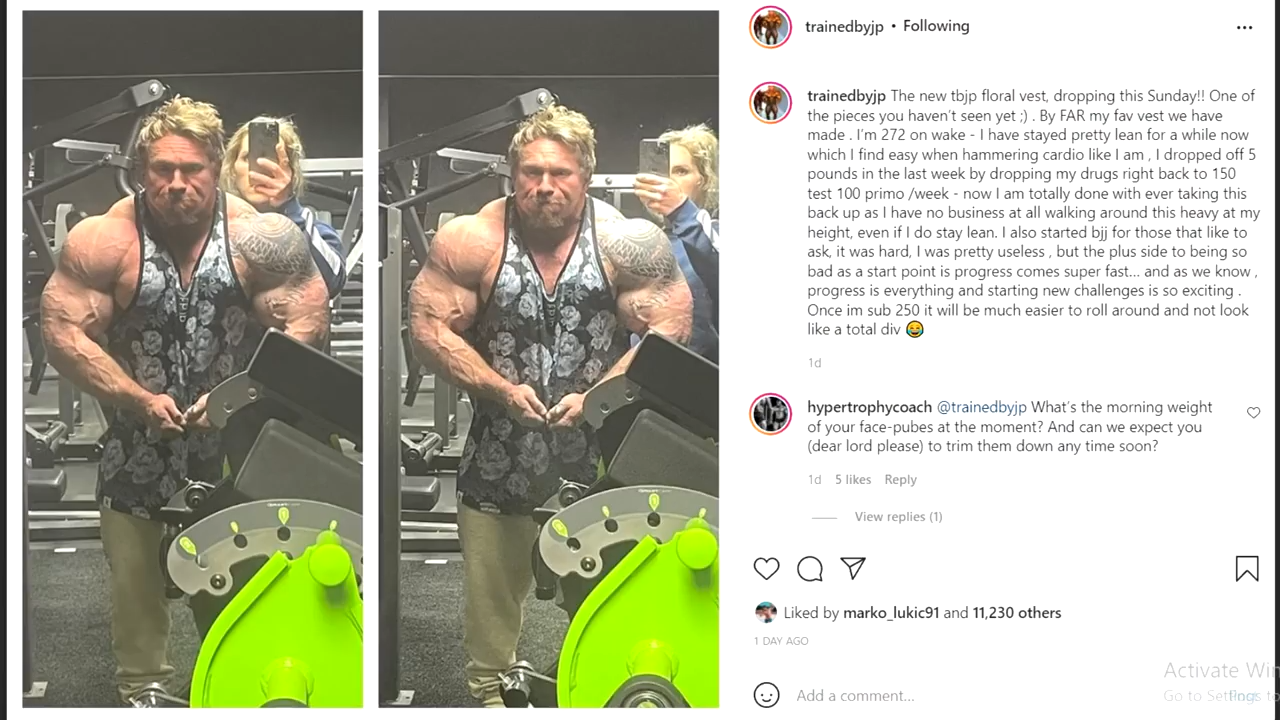 trainedbyjp • Following
trainedbyjp The new tbjp floral vest, dropping this Sunday!! One of
the pieces you haven't seen yet ;) . By FAR my fav vest we have
made . I'm 272 on wake - I have stayed pretty lean for a while now
which I find easy when hammering cardio like I am , I dropped off 5
pounds in the last week by dropping my drugs right back to 150
test 100 primo /week - now I am totally done with ever taking this
back up as I have no business at all walking around this heavy at my
height, even if I do stay lean. I also started bjj for those that like to
ask, it was hard, I was pretty useless , but the plus side to being so
bad as a start point is progress comes super fast... and as we know ,
progress is everything and starting new challenges is so exciting .
Once im sub 250 it will be much easier to roll around and not look
like a total div 😂
1d
hypertrophycoach @trainedbyjp What's the morning weight
of your face-pubes at the moment? And can we expect you
(dear lord please) to trim them down any time soon?
1d 5 likes Reply
View replies (1)
Liked by marko_lukic91 and 11,230 others
1 DAY AGO
Activate Win
Add a comment...
Go to Settings to
Post